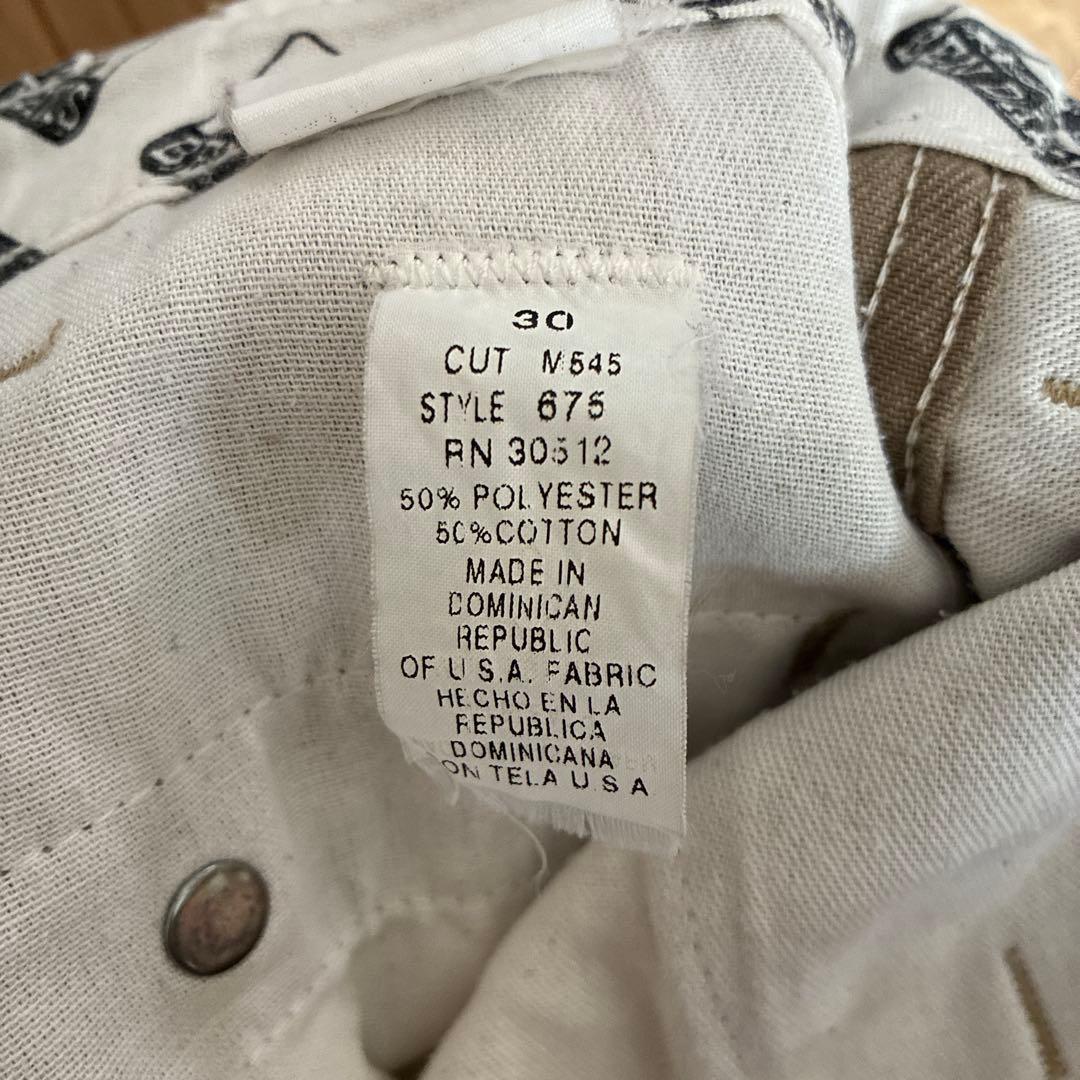 30
CUT M545
STYLE 675
RN 30512
50% POLYESTER
50% COTTON
MADE IN
DOMINICAN
REPUBLIC
OF U.S.A. FABRIC
HECHO EN LA
REPUBLICA
DOMINICANA
CON TELA U.S.A